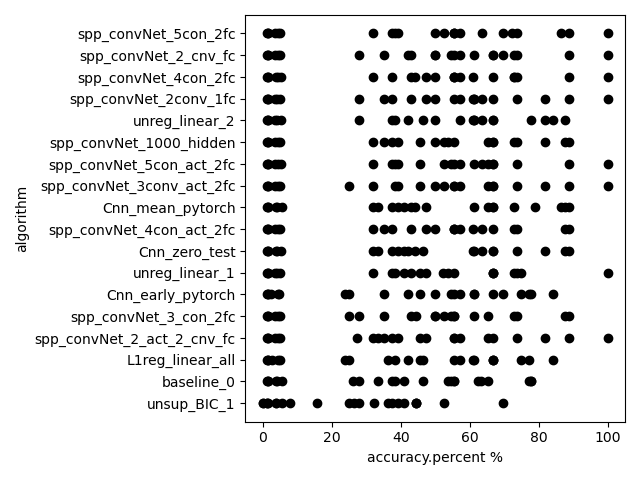 spp_convNet_5con_2fc
spp_convNet_2_cnv_fc
spp_convNet_4con_2fc
spp_convNet_2conv_1fc
unreg_linear_2
spp_convNet_1000_hidden
spp_convNet_5con_act_2fc
spp_convNet_3conv_act_2fc
Cnn_mean_pytorch
spp_convNet_4con_act_2fc
Cnn_zero_test
unreg_linear_1
Cnn_early_pytorch
spp_convNet_3_con_2fc
spp_convNet_2_act_2_cnv_fc
L1reg_linear_all
baseline_0
unsup_BIC_1
algorithm
0 20 40 60 80 100
accuracy.percent %